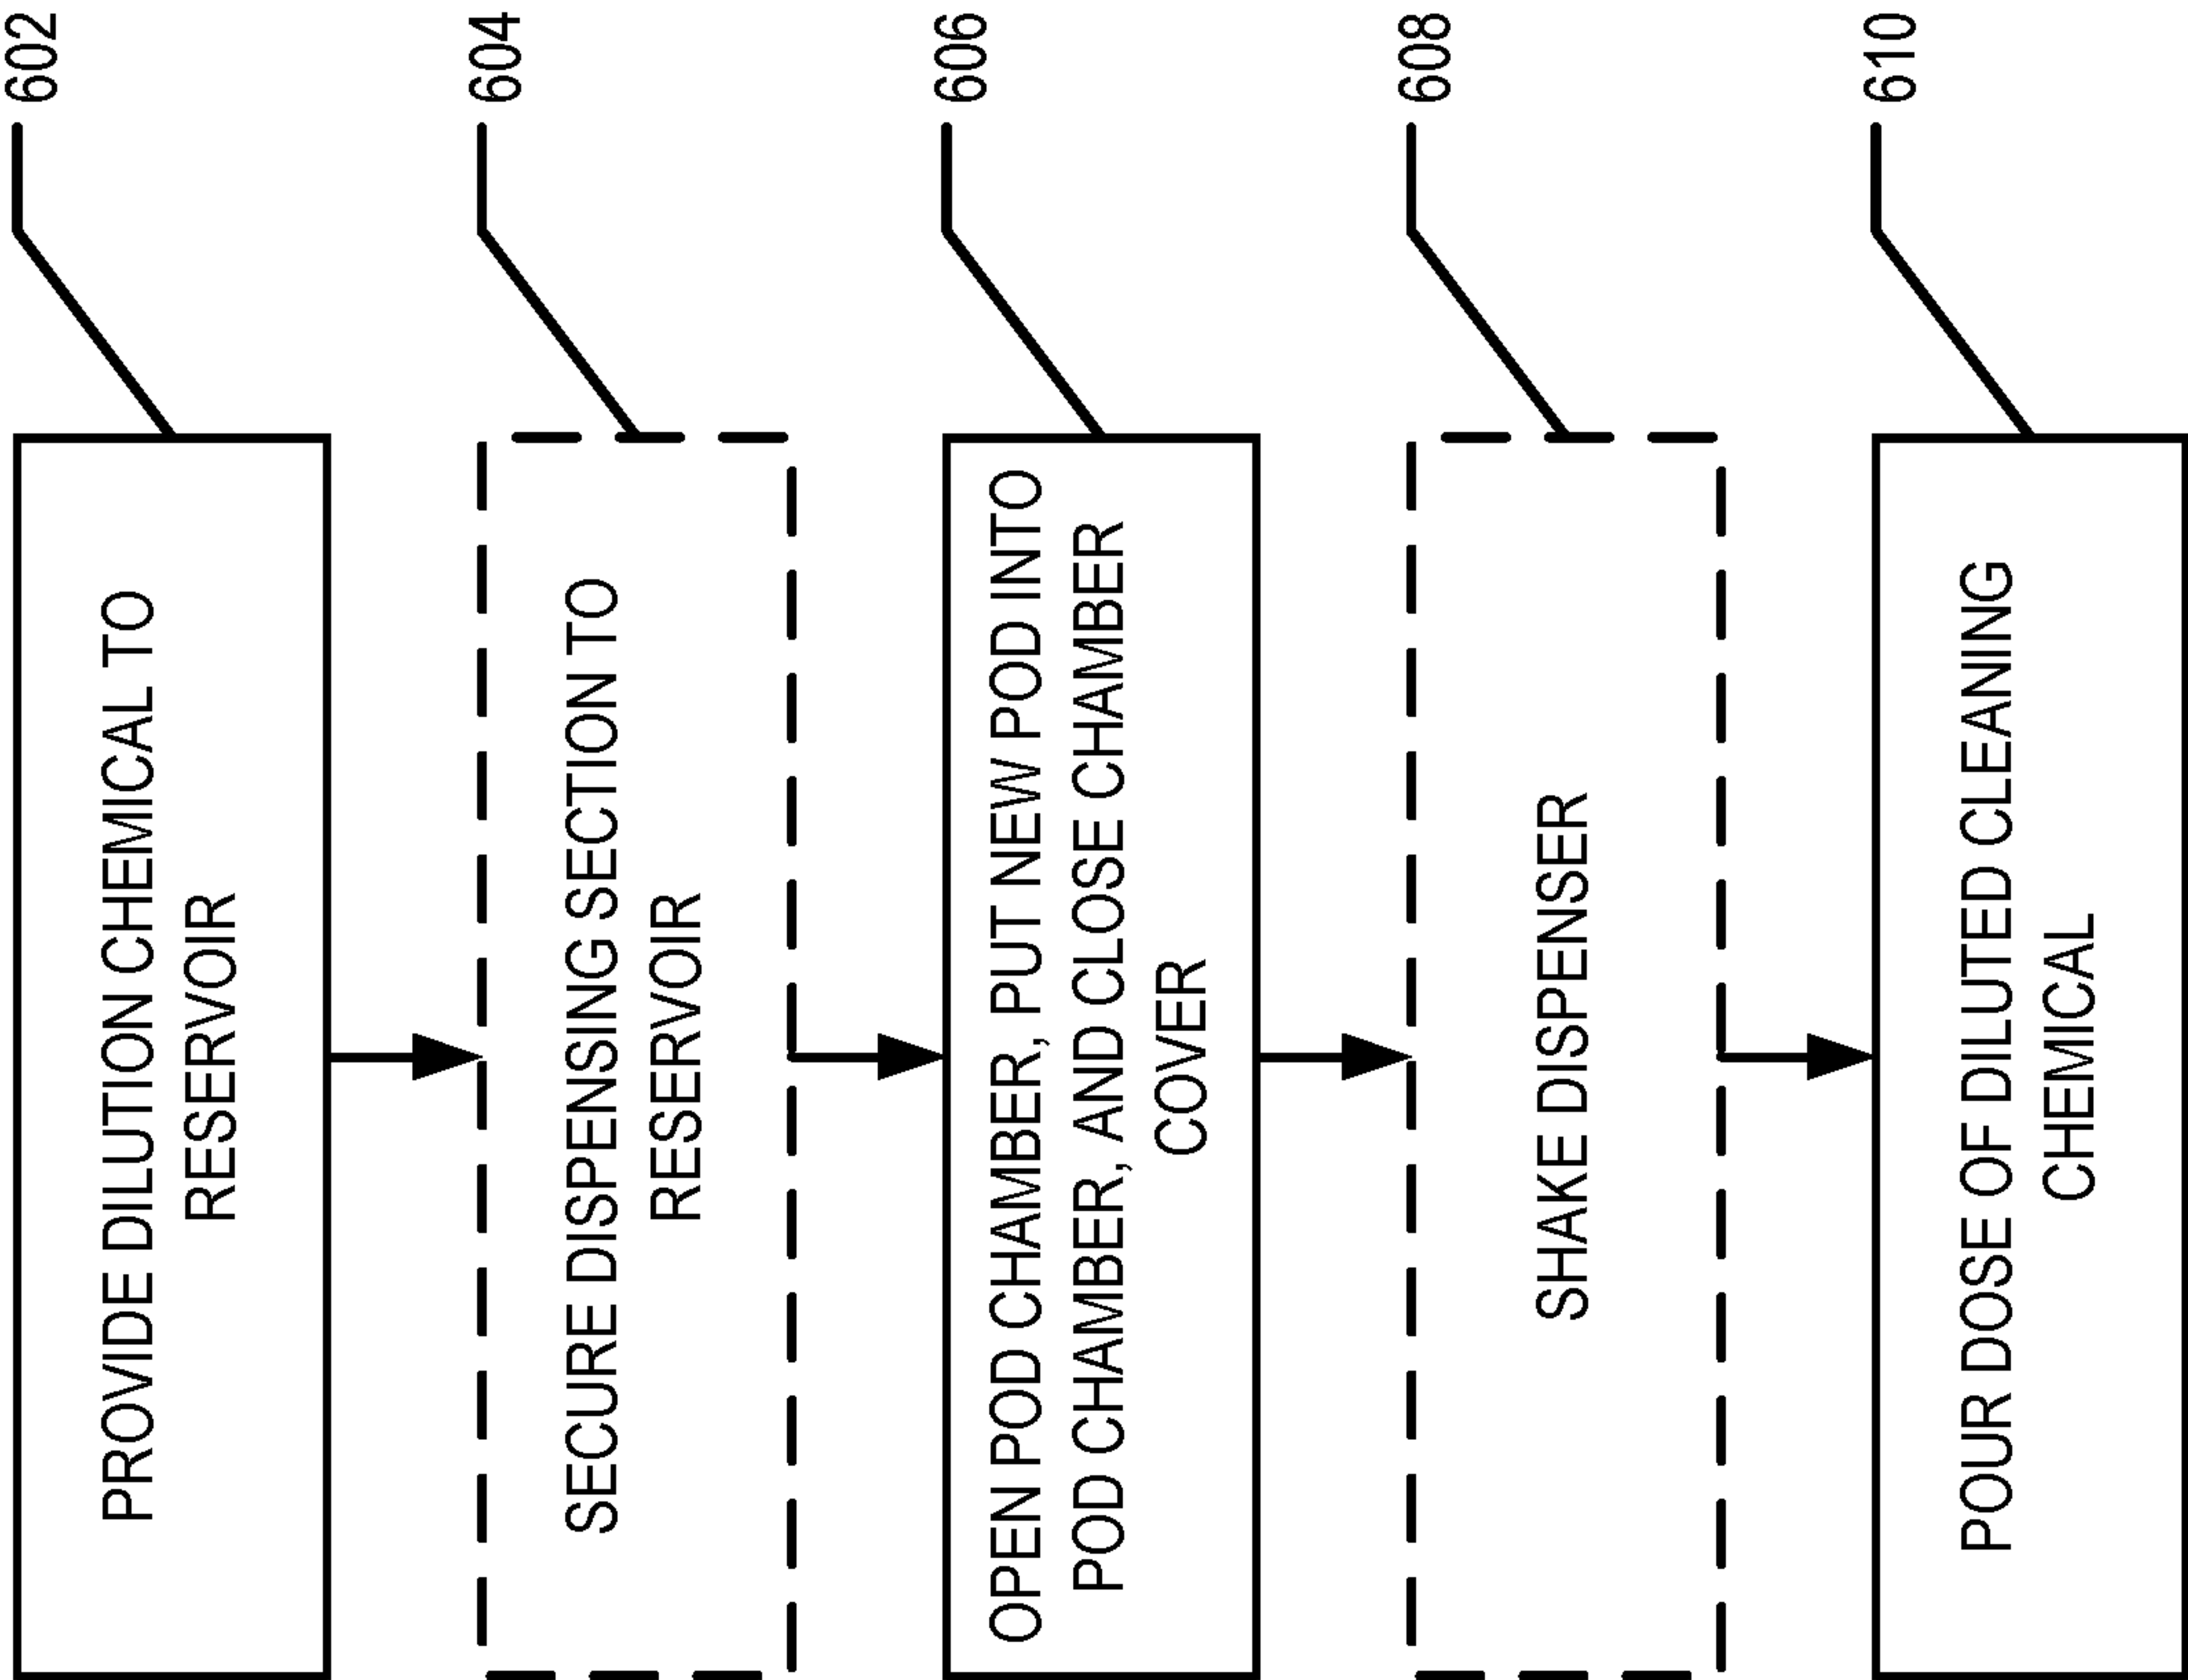 PROVIDE DILUTION CHEMICAL TO
RESERVOIR
602
SECURE DISPENSING SECTION TO
RESERVOIR
604
OPEN POD CHAMBER, PUT NEW POD INTO
POD CHAMBER, AND CLOSE CHAMBER
COVER
606
SHAKE DISPENSER
608
POUR DOSE OF DILUTED CLEANING
CHEMICAL
610